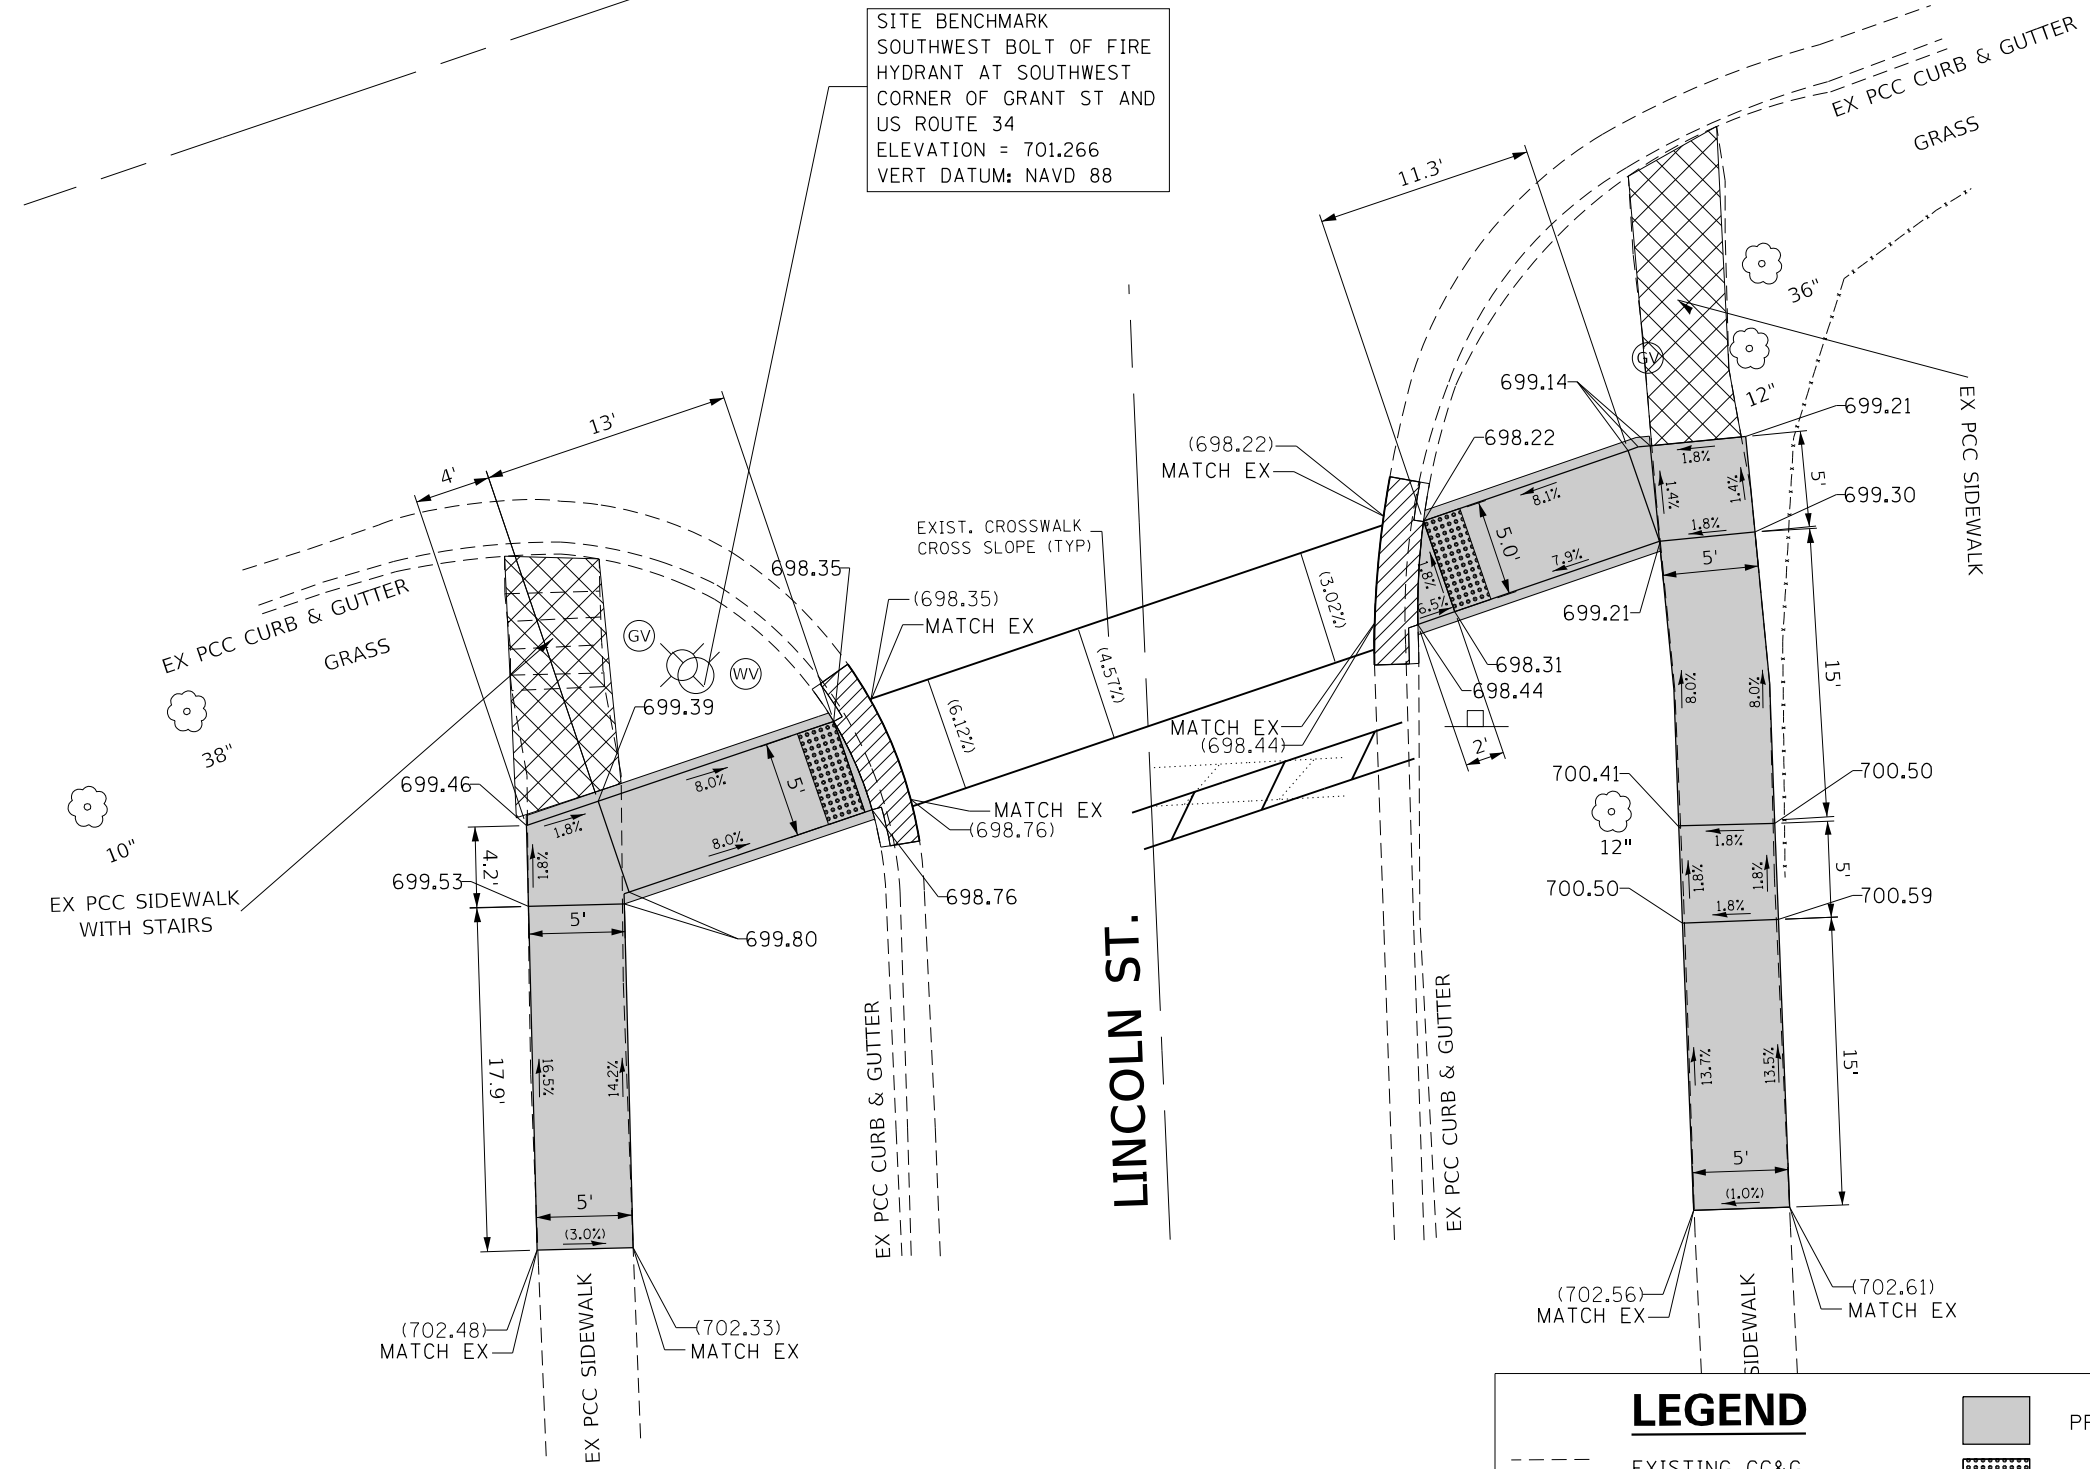 SITE BENCHMARK
SOUTHWEST BOLT OF FIRE
HYDRANT AT SOUTHWEST
CORNER OF GRANT ST AND
US ROUTE 34
ELEVATION = 701.266
VERT DATUM: NAVD 88
EX PCC CURB & GUTTER
GRASS
11.3'
36"
12"
EX PCC SIDEWALK
GV
699.14
699.21
1.8%
1.4%
1.4%
5'
699.30
1.8%
(698.22)
MATCH EX
698.22
8.1%
5.0'
7.9%
1.8%
6.5%
699.21
5'
698.31
698.44
2'
MATCH EX
(698.44)
8.0%
8.0%
15'
700.41
700.50
1.8%
12"
1.8%
1.8%
5'
700.50
1.8%
700.59
13.7%
13.5%
15'
5'
(1.0%)
(702.56)
MATCH EX
(702.61)
MATCH EX
SIDEWALK
EXIST. CROSSWALK
CROSS SLOPE (TYP)
(3.02%)
(4.57%)
(6.12%)
13'
4'
698.35
(698.35)
MATCH EX
EX PCC CURB & GUTTER
GRASS
GV
WV
38"
10"
699.39
EX PCC SIDEWALK
WITH STAIRS
699.46
1.8%
8.0%
5'
8.0%
MATCH EX
(698.76)
698.76
4.2'
1.8%
699.53
5'
699.80
17.9'
16.5%
14.2%
5'
(3.0%)
(702.48)
MATCH EX
(702.33)
MATCH EX
EX PCC SIDEWALK
EX PCC CURB & GUTTER
LINCOLN ST.
EX PCC CURB & GUTTER
LEGEND
EXISTING CC&G